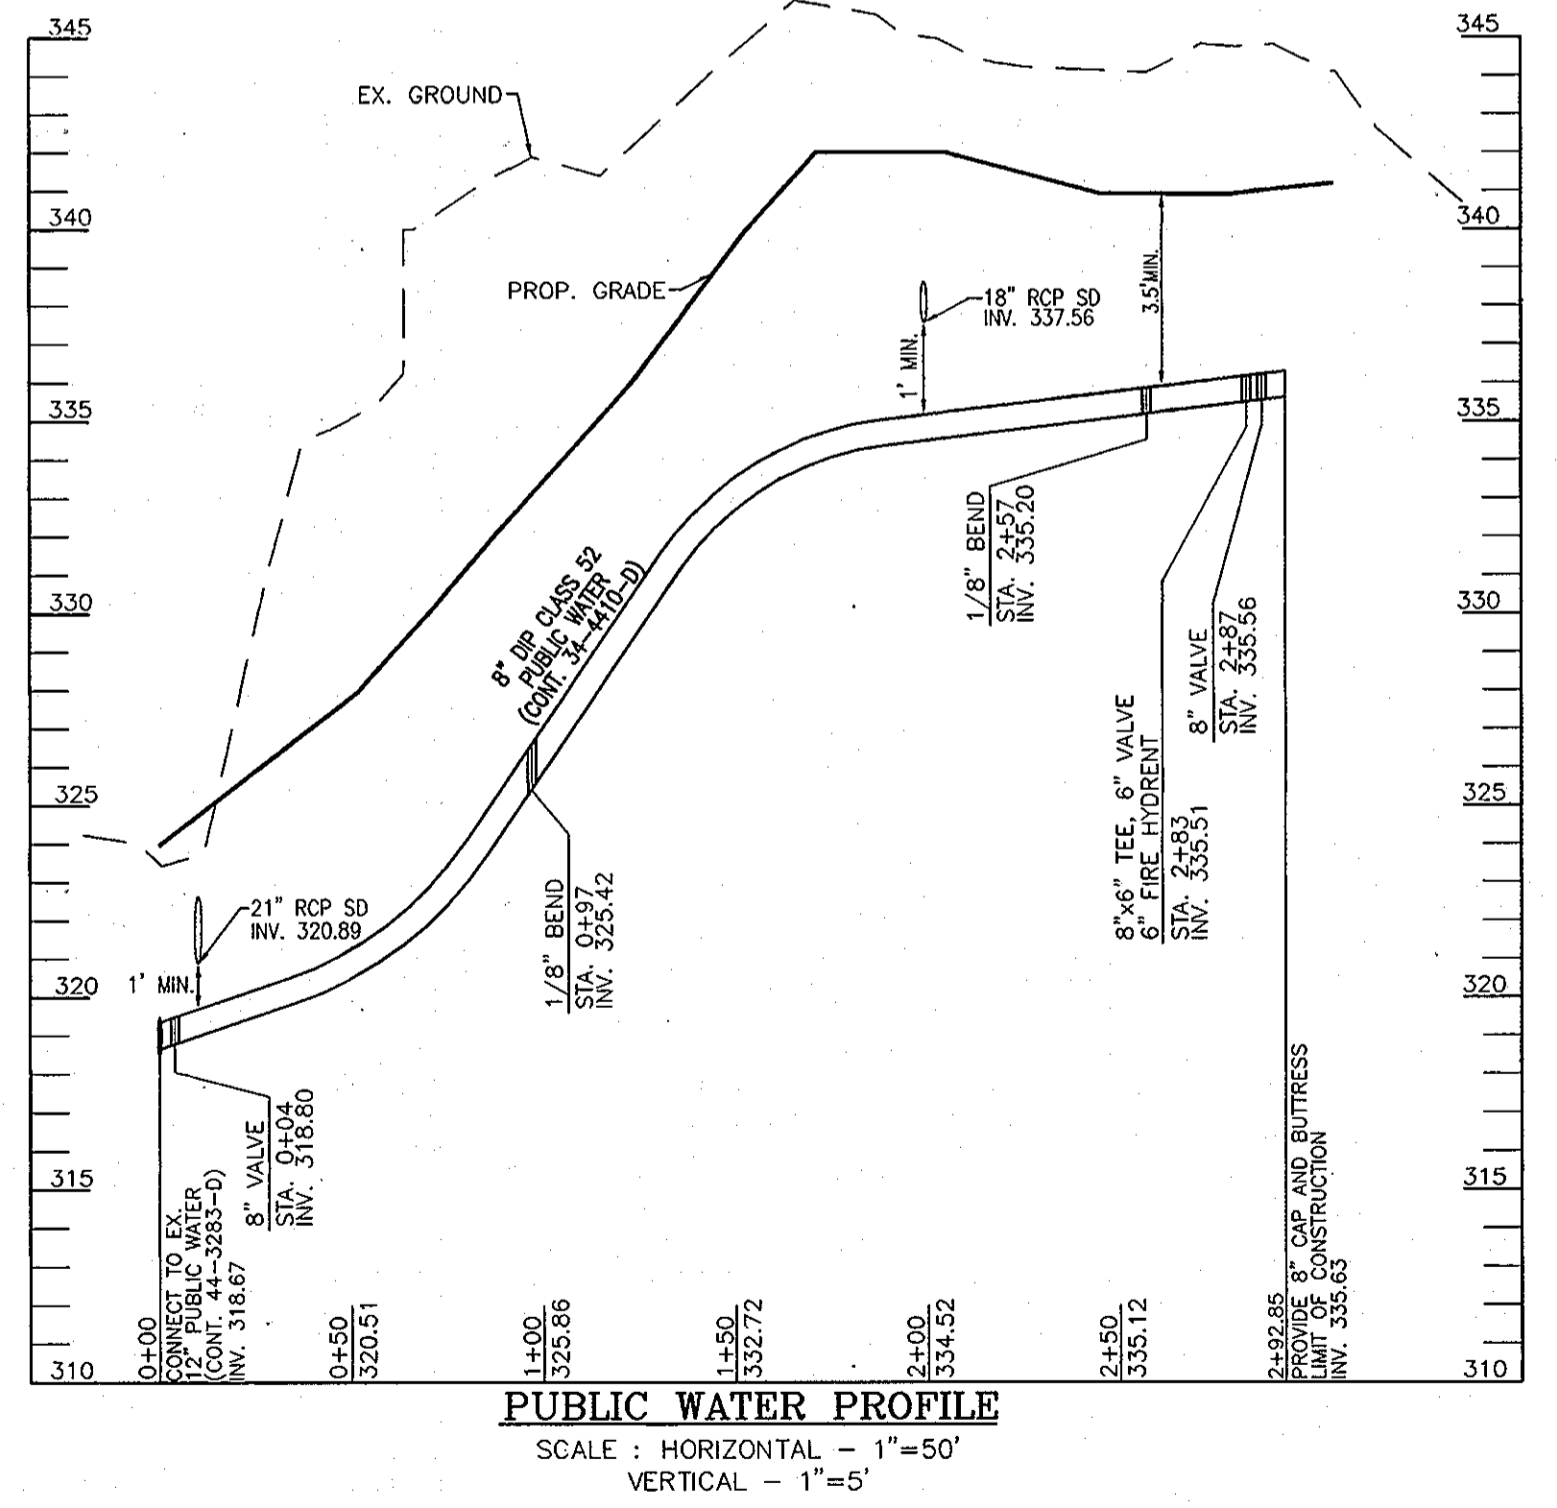 345
345
EX. GROUND
340
340
PROP. GRADE
18" RCP SD
INV. 337.56
3.5'MIN.
1' MIN.
335
335
8" DIP CLASS 52
PUBLIC WATER
(CONT. 34-4410-D)
1/8" BEND
STA. 2+57
INV. 335.20
330
330
8" VALVE
STA. 2+87
INV. 335.56
8"x6" TEE, 6" VALVE
6" FIRE HYDRENT
STA. 2+83
INV. 335.51
325
325
21" RCP SD
INV. 320.89
1' MIN.
1/8" BEND
STA. 0+97
INV. 325.42
320
320
8" VALVE
STA. 0+04
INV. 318.80
315
315
0+00
CONNECT TO EX.
12" PUBLIC WATER
(CONT. 44-3283-D)
INV. 318.67
0+50
320.51
1+00
325.86
1+50
332.72
2+00
334.52
2+50
335.12
2+92.85
PROVIDE 8" CAP AND BUTTRESS
LIMIT OF CONSTRUCTION
INV. 335.63
310
310
PUBLIC WATER PROFILE
SCALE : HORIZONTAL - 1"=50'
VERTICAL - 1"=5'